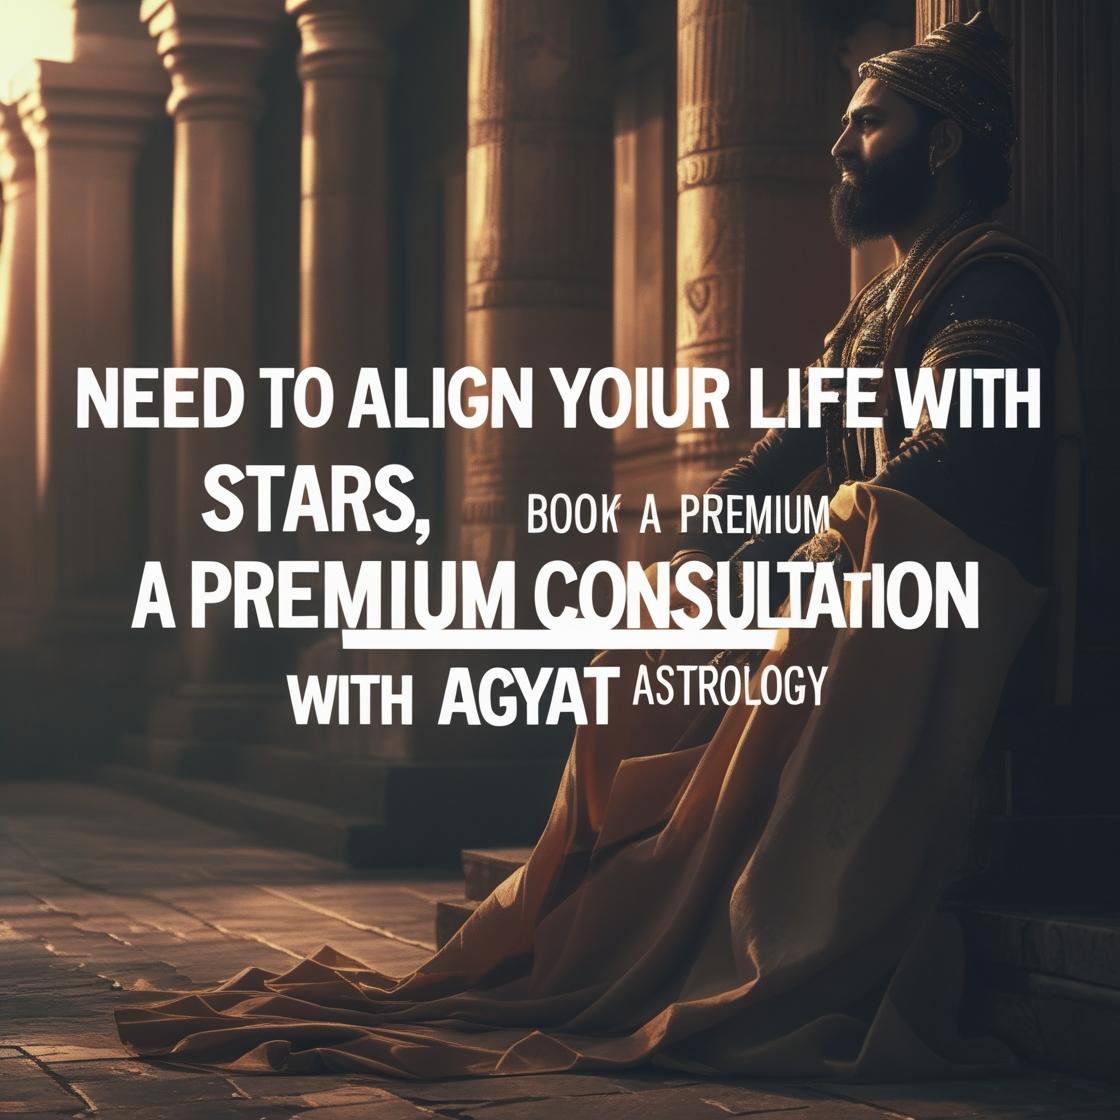 NEED TO ALIGN YOIUR LIFE WITH
STARS, BOOK A PREMIUM
A PREMIUM CONSULTATION
WITH AGYAT ASTROLOGY